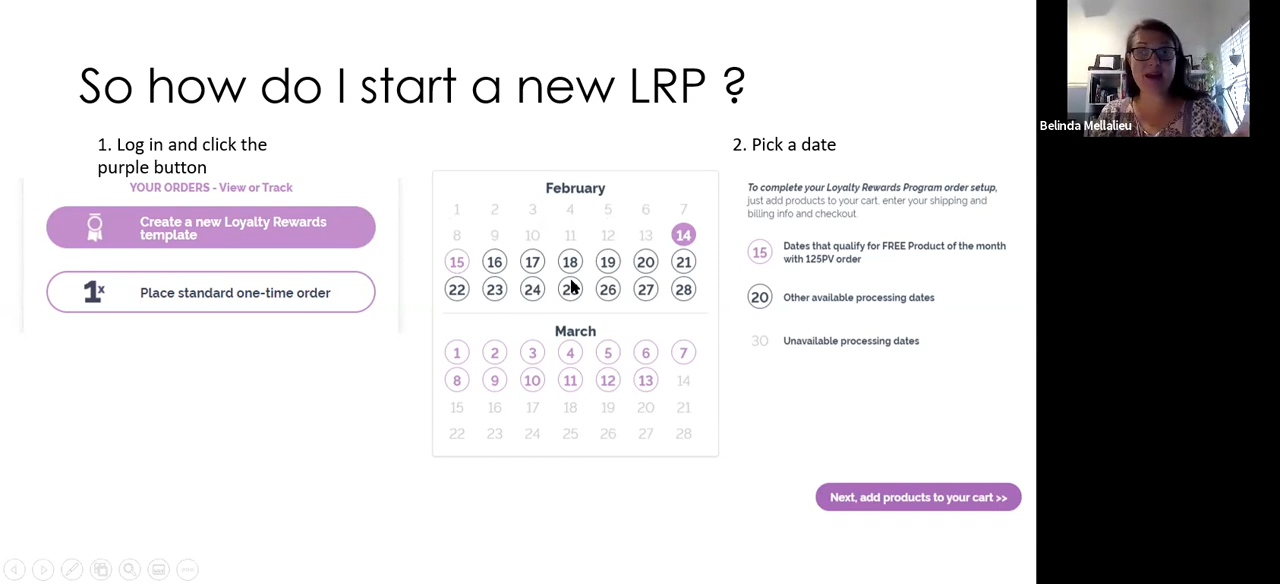 So how do I start a new LRP ?
1. Log in and click the
purple button
YOUR ORDERS - View or Track
Create a new Loyalty Rewards
template
1x
Place standard one-time order
2. Pick a date
February
1 2 3 4 5 6 7
8 9 10 11 12 13 14
15 16 17 18 19 20 21
22 23 24 25 26 27 28
March
1 2 3 4 5 6 7
8 9 10 11 12 13 14
15 16 17 18 19 20 21
22 23 24 25 26 27 28
To complete your Loyalty Rewards Program order setup,
just add products to your cart, enter your shipping and
billing info and checkout.
15 Dates that qualify for FREE Product of the month
with 125PV order
20 Other available processing dates
30 Unavailable processing dates
Next, add products to your cart >>
Belinda Mellalieu